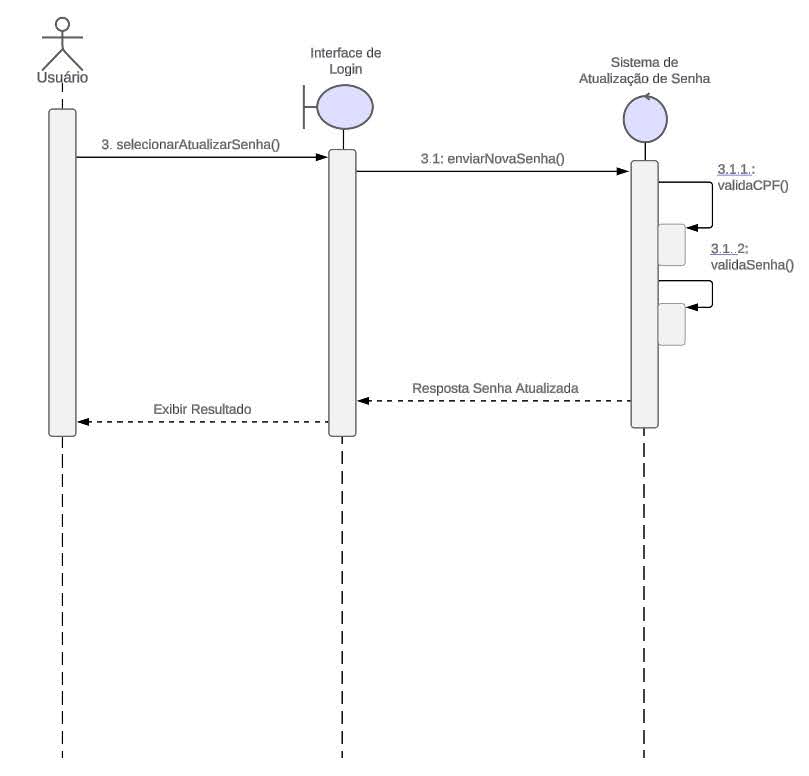 Usuário
Interface de
Login
Sistema de
Atualização de Senha
3. selecionarAtualizarSenha()
3.1: enviarNovaSenha()
3.1.1.:
validaCPF()
3.1..2:
validaSenha()
Resposta Senha Atualizada
Exibir Resultado